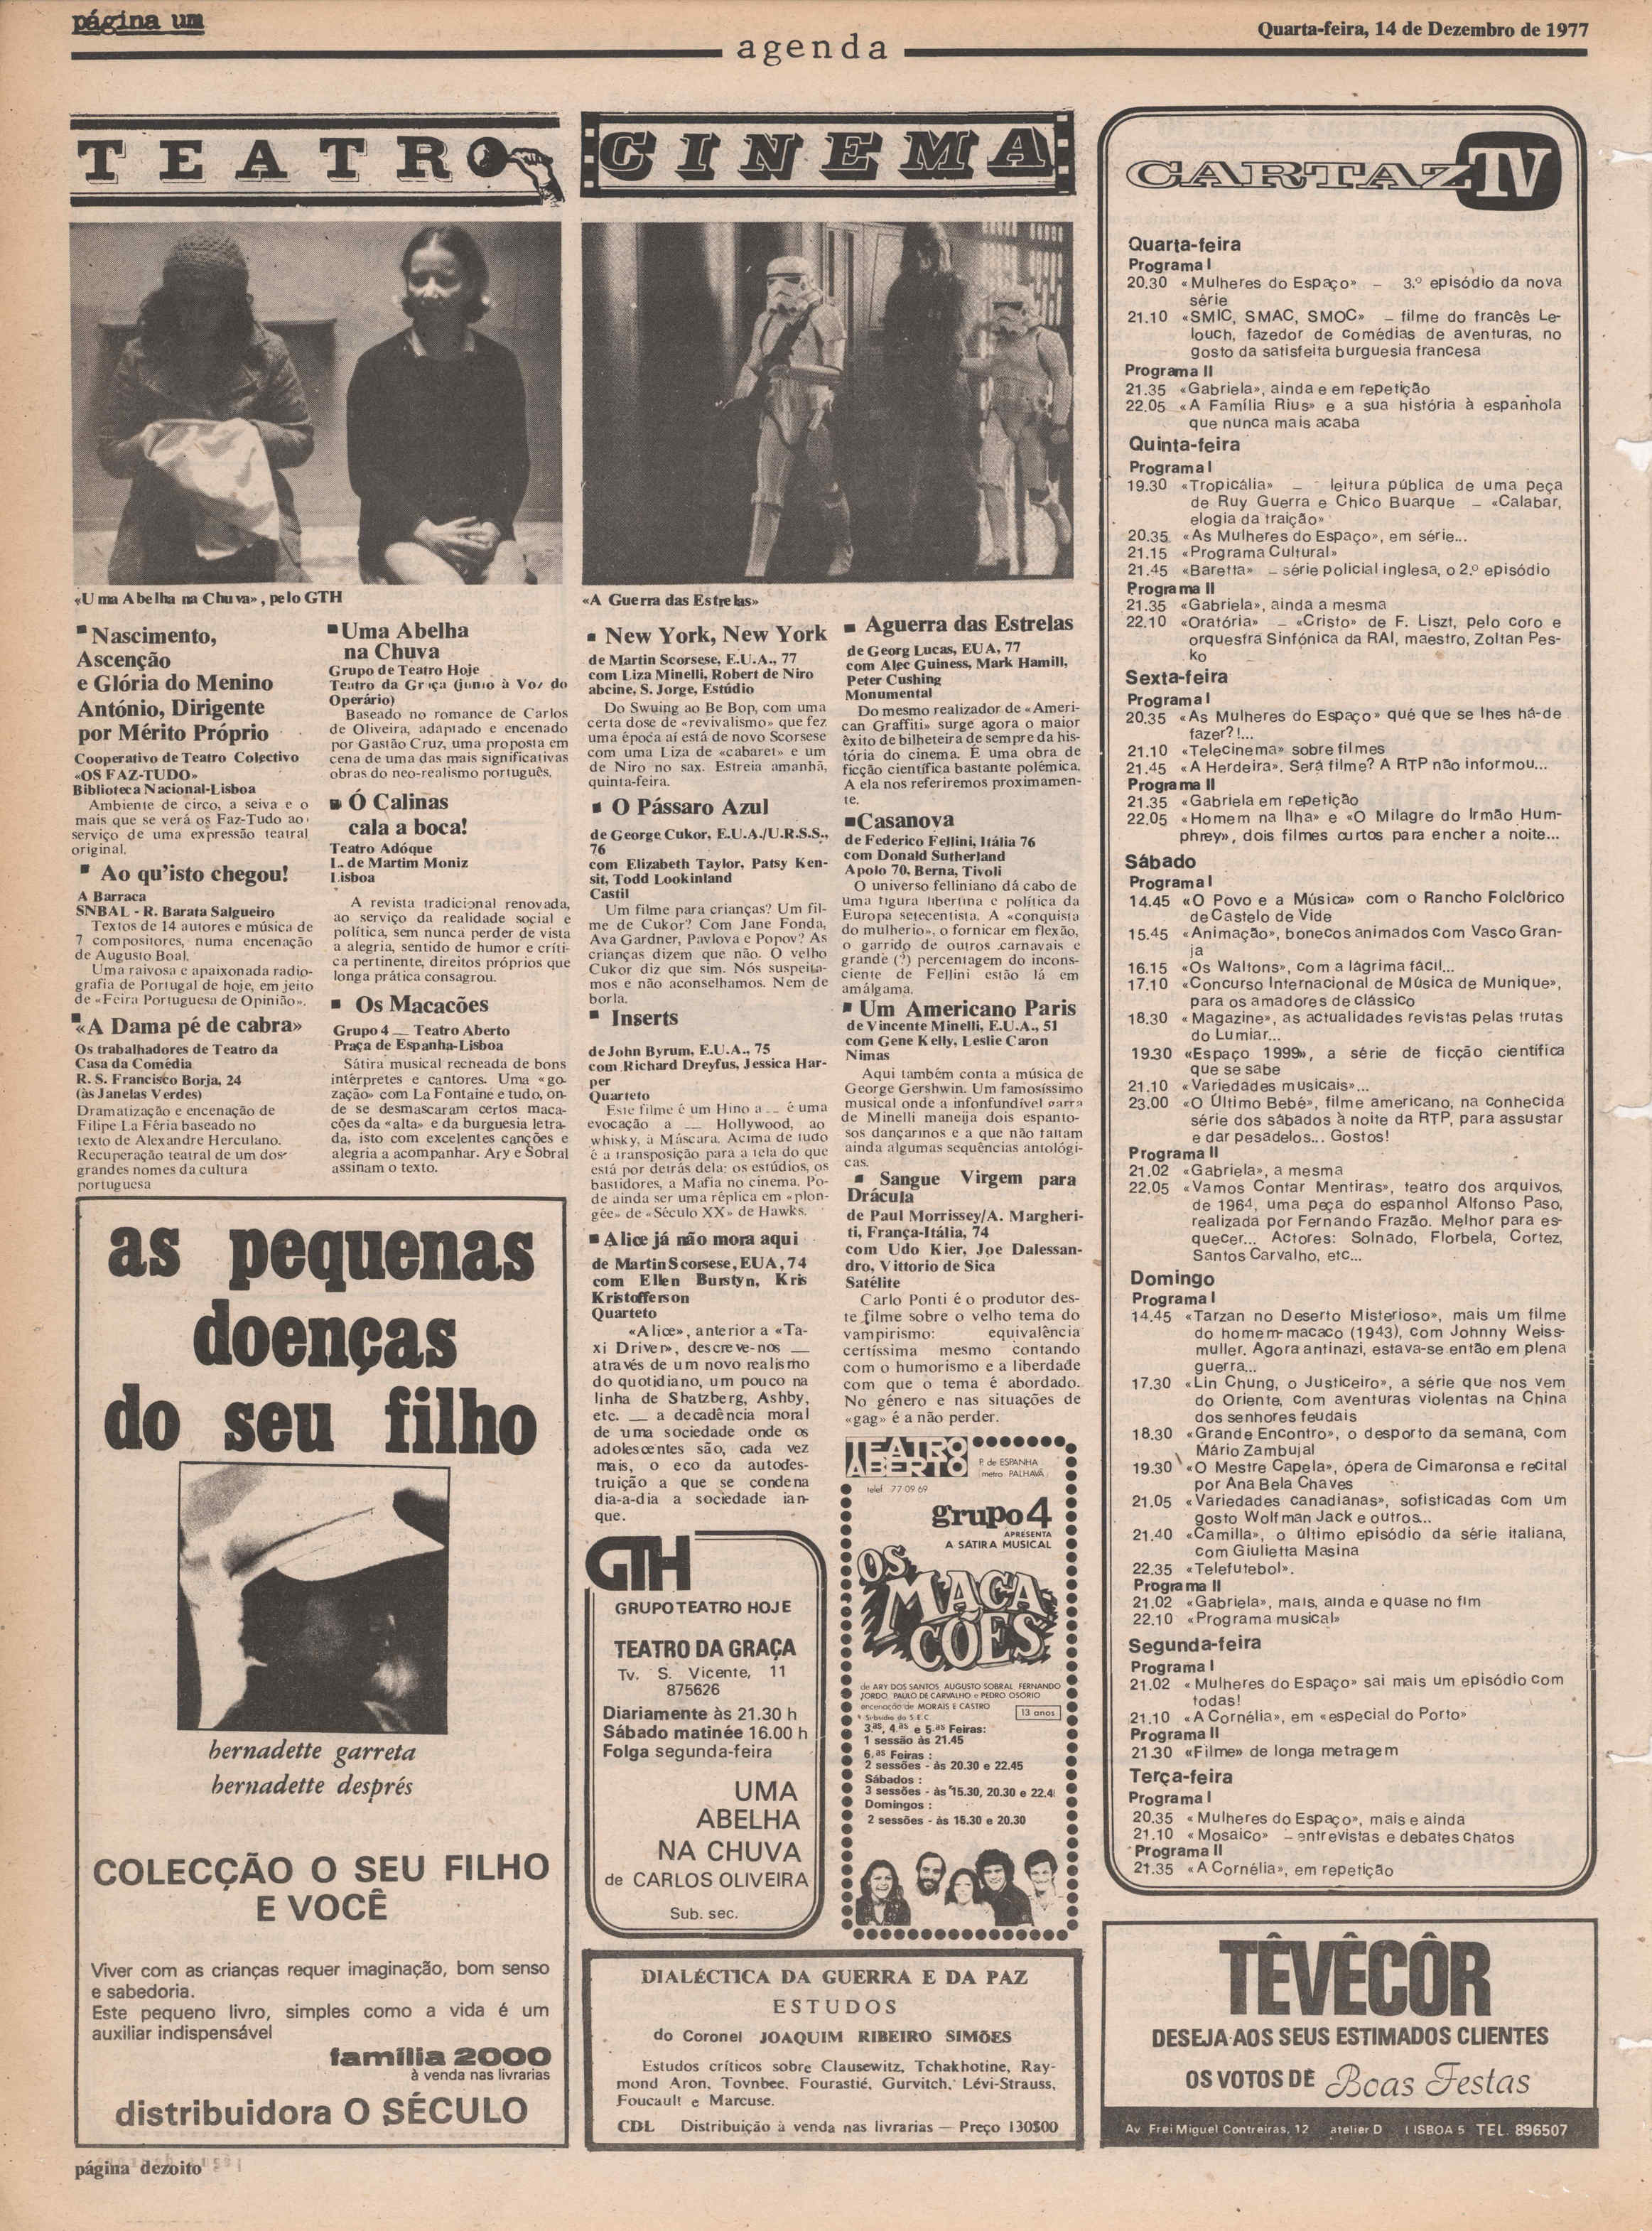 página um
Quarta-feira, 14 de Dezembro de 1977
agenda
TEATRO
«Uma Abelha na Chuva», pelo GTH
Nascimento,
Ascenção
e Glória do Menino
António, Dirigente
por Mérito Próprio
Cooperativo de Teatro Colectivo
«OS FAZ-TUDO»
Biblioteca Nacional-Lisboa
Ambiente de circo, a seiva e o
mais que se verá os Faz-Tudo ao
serviço de uma expressão teatral
original.
Ao qu'isto chegou!
A Barraca
SNBAL - R. Barata Salgueiro
Textos de 14 autores e música de
7 compositores, numa encenação
de Augusto Boal.
Uma raivosa e apaixonada radio-
grafia de Portugal de hoje, em jeito
de «Feira Portuguesa de Opinião».
«A Dama pé de cabra»
Os trabalhadores de Teatro da
Casa da Comédia
R. S. Francisco Borja, 24
(às Janelas Verdes)
Dramatização e encenação de
Filipe La Féria baseado no
texto de Alexandre Herculano.
Recuperação teatral de um dos
grandes nomes da cultura
portuguesa
Uma Abelha
na Chuva
Grupo de Teatro Hoje
Teatro da Graça (junto à Voz do
Operário)
Baseado no romance de Carlos
de Oliveira, adaptado e encenado
por Gastão Cruz, uma proposta em
cena de uma das mais significativas
obras do neo-realismo português.
Ó Calinas
cala a boca!
Teatro Adóque
L. de Martim Moniz
Lisboa
A revista tradicional renovada,
ao serviço da realidade social e
política, sem nunca perder de vista
a alegria, sentido de humor e críti-
ca pertinente, direitos próprios que
longa prática consagrou.
Os Macacões
Grupo 4 — Teatro Aberto
Praça de Espanha-Lisboa
Sátira musical recheada de bons
intérpretes e cantores. Uma «go-
zação» com La Fontaine e tudo, on-
de se desmascaram certos maca-
cões da «alta» e da burguesia letra-
da, isto com excelentes canções e
alegria a acompanhar. Ary e Sobral
assinam o texto.
as pequenas
doenças
do seu filho
bernadette garreta
bernadette després
COLECÇÃO O SEU FILHO
E VOCÊ
Viver com as crianças requer imaginação, bom senso
e sabedoria.
Este pequeno livro, simples como a vida é um
auxiliar indispensável
família 2000
à venda nas livrarias
distribuidora O SÉCULO
página dezoito
CINEMA
«A Guerra das Estrelas»
New York, New York
de Martin Scorsese, E.U.A., 77
com Liza Minelli, Robert de Niro
abcine, S. Jorge, Estúdio
Do Swuing ao Be Bop, com uma
certa dose de «revivalismo» que fez
uma época aí está de novo Scorsese
com uma Liza de «cabaret» e um
de Niro no sax. Estreia amanhã,
quinta-feira.
O Pássaro Azul
de George Cukor, E.U.A./U.R.S.S.,
76
com Elizabeth Taylor, Patsy Ken-
sit, Todd Lookinland
Castil
Um filme para crianças? Um fil-
me de Cukor? Com Jane Fonda,
Ava Gardner, Pavlova e Popov? As
crianças dizem que não. O velho
Cukor diz que sim. Nós suspeita-
mos e não aconselhamos. Nem de
borla.
Inserts
de John Byrum, E.U.A., 75
com Richard Dreyfus, Jessica Har-
per
Quarteto
Este filme é um Hino a — é uma
evocação a — Hollywood, ao
whisky, à Máscara. Acima de tudo
é a transposição para a tela do que
está por detrás dela: os estúdios, os
bastidores, a Mafia no cinema. Po-
de ainda ser uma réplica em «plon-
gée» de «Século XX» de Hawks.
Alice já não mora aqui
de Martin Scorsese, EUA, 74
com Ellen Burstyn, Kris
Kristofferson
Quarteto
«Alice», anterior a «Ta-
xi Driver», descreve-nos —
através de um novo realismo
do quotidiano, um pouco na
linha de Shatzberg, Ashby,
etc. — a decadência moral
de uma sociedade onde os
adolescentes são, cada vez
mais, o eco da autodes-
truição a que se condena
dia-a-dia a sociedade ian-
que.
Aguerra das Estrelas
de Georg Lucas, EUA, 77
com Alec Guiness, Mark Hamill,
Peter Cushing
Monumental
Do mesmo realizador de «Ameri-
can Graffiti» surge agora o maior
êxito de bilheteira de sempre da his-
tória do cinema. É uma obra de
ficção científica bastante polémica.
A ela nos referiremos proximamen-
te.
Casanova
de Federico Fellini, Itália 76
com Donald Sutherland
Apolo 70, Berna, Tivoli
O universo felliniano dá cabo de
uma figura libertina e política da
Europa setecentista. A «conquista
do mulherio», o fornicar em flexão,
o garrido de outros carnavais e
grande (?) percentagem do incons-
ciente de Fellini estão lá em
amálgama.
Um Americano Paris
de Vincente Minelli, E.U.A., 51
com Gene Kelly, Leslie Caron
Nimas
Aqui também conta a música de
George Gershwin. Um famosíssimo
musical onde a infonfundível garra
de Minelli maneija dois espanto-
sos dançarinos e a que não faltam
ainda algumas sequências antológi-
cas.
Sangue Virgem para
Drácula
de Paul Morrissey/A. Margheri-
ti, França-Itália, 74
com Udo Kier, Joe Dalessan-
dro, Vittorio de Sica
Satélite
Carlo Ponti é o produtor des-
te filme sobre o velho tema do
vampirismo: equivalência
certíssima mesmo contando
com o humorismo e a liberdade
com que o tema é abordado.
No género e nas situações de
«gag» é a não perder.
GTH
GRUPO TEATRO HOJE
TEATRO DA GRAÇA
Tv. S. Vicente, 11
875626
Diariamente às 21.30 h
Sábado matinée 16.00 h
Folga segunda-feira
UMA
ABELHA
NA CHUVA
de CARLOS OLIVEIRA
Sub. sec.
TEATRO
ABERTO
P. de ESPANHA
metro PALHAVÃ
telef. 77 09 69
grupo 4
APRESENTA
A SÁTIRA MUSICAL
OS
MACA
CÕES
de ARY DOS SANTOS, AUGUSTO SOBRAL, FERNANDO
JORDO, PAULO DE CARVALHO e PEDRO OSÓRIO
encenação de MORAIS E CASTRO
Subsídio da S.E.C.
13 anos
3.as, 4.as e 5.as Feiras:
1 sessão às 21.45
6.as Feiras :
2 sessões - às 20.30 e 22.45
Sábados :
3 sessões - às 15.30, 20.30 e 22.4
Domingos :
2 sessões - às 15.30 e 20.30
DIALÉCTICA DA GUERRA E DA PAZ
ESTUDOS
do Coronel JOAQUIM RIBEIRO SIMÕES
Estudos críticos sobre Clausewitz, Tchakhotine, Ray-
mond Aron, Toynbee, Fourastié, Gurvitch, Lévi-Strauss,
Foucault e Marcuse.
CDL Distribuição à venda nas livrarias — Preço 130$00
CARTAZ TV
Quarta-feira
Programa I
20.30 «Mulheres do Espaço» – 3.º episódio da nova
série
21.10 «SMIC, SMAC, SMOC» – filme do francês Le-
louch, fazedor de comédias de aventuras, no
gosto da satisfeita burguesia francesa
Programa II
21.35 «Gabriela», ainda e em repetição
22.05 «A Família Rius» e a sua história à espanhola
que nunca mais acaba
Quinta-feira
Programa I
19.30 «Tropicália» – leitura pública de uma peça
de Ruy Guerra e Chico Buarque – «Calabar,
elogia da traição»
20.35 «As Mulheres do Espaço», em série...
21.15 «Programa Cultural»
21.45 «Baretta» – série policial inglesa, o 2.º episódio
Programa II
21.35 «Gabriela», ainda a mesma
22.10 «Oratória» – «Cristo» de F. Liszt, pelo coro e
orquestra Sinfónica da RAI, maestro, Zoltan Pes-
ko
Sexta-feira
Programa I
20.35 «As Mulheres do Espaço» qué que se lhes há-de
fazer?!...
21.10 «Telecinema» sobre filmes
21.45 «A Herdeira». Será filme? A RTP não informou...
Programa II
21.35 «Gabriela em repetição
22.05 «Homem na Ilha» e «O Milagre do Irmão Hum-
phrey», dois filmes curtos para encher a noite...
Sábado
Programa I
14.45 «O Povo e a Música» com o Rancho Folclórico
de Castelo de Vide
15.45 «Animação», bonecos animados com Vasco Gran-
ja
16.15 «Os Waltons», com a lágrima fácil...
17.10 «Concurso Internacional de Música de Munique»,
para os amadores de clássico
18.30 «Magazine», as actualidades revistas pelas trutas
do Lumiar...
19.30 «Espaço 1999», a série de ficção científica
que se sabe
21.10 «Variedades musicais»...
23.00 «O Último Bebé», filme americano, na conhecida
série dos sábados à noite da RTP, para assustar
e dar pesadelos... Gostos!
Programa II
21.02 «Gabriela», a mesma
22.05 «Vamos Contar Mentiras», teatro dos arquivos,
de 1964, uma peça do espanhol Alfonso Paso,
realizada por Fernando Frazão. Melhor para es-
quecer... Actores: Solnado, Florbela, Cortez,
Santos Carvalho, etc...
Domingo
Programa I
14.45 «Tarzan no Deserto Misterioso», mais um filme
do homem-macaco (1943), com Johnny Weiss-
muller. Agora antinazi, estava-se então em plena
guerra...
17.30 «Lin Chung, o Justiceiro», a série que nos vem
do Oriente, com aventuras violentas na China
dos senhores feudais
18.30 «Grande Encontro», o desporto da semana, com
Mário Zambujal
19.30 «O Mestre Capela», ópera de Cimaronsa e recital
por Ana Bela Chaves
21.05 «Variedades canadianas», sofisticadas com um
gosto Wolfman Jack e outros...
21.40 «Camilla», o último episódio da série italiana,
com Giulietta Masina
22.35 «Telefutebol».
Programa II
21.02 «Gabriela», mais, ainda e quase no fim
22.10 «Programa musical»
Segunda-feira
Programa I
21.02 «Mulheres do Espaço» sai mais um episódio com
todas!
21.10 «A Cornélia», em «especial do Porto»
Programa II
21.30 «Filme» de longa metragem
Terça-feira
Programa I
20.35 «Mulheres do Espaço», mais e ainda
21.10 «Mosaico» – entrevistas e debates chatos
Programa II
21.35 «A Cornélia», em repetição
TÊVÊCÔR
DESEJA AOS SEUS ESTIMADOS CLIENTES
OS VOTOS DE Boas Festas
Av. Frei Miguel Contreiras, 12 atelier D LISBOA 5 TEL. 896507